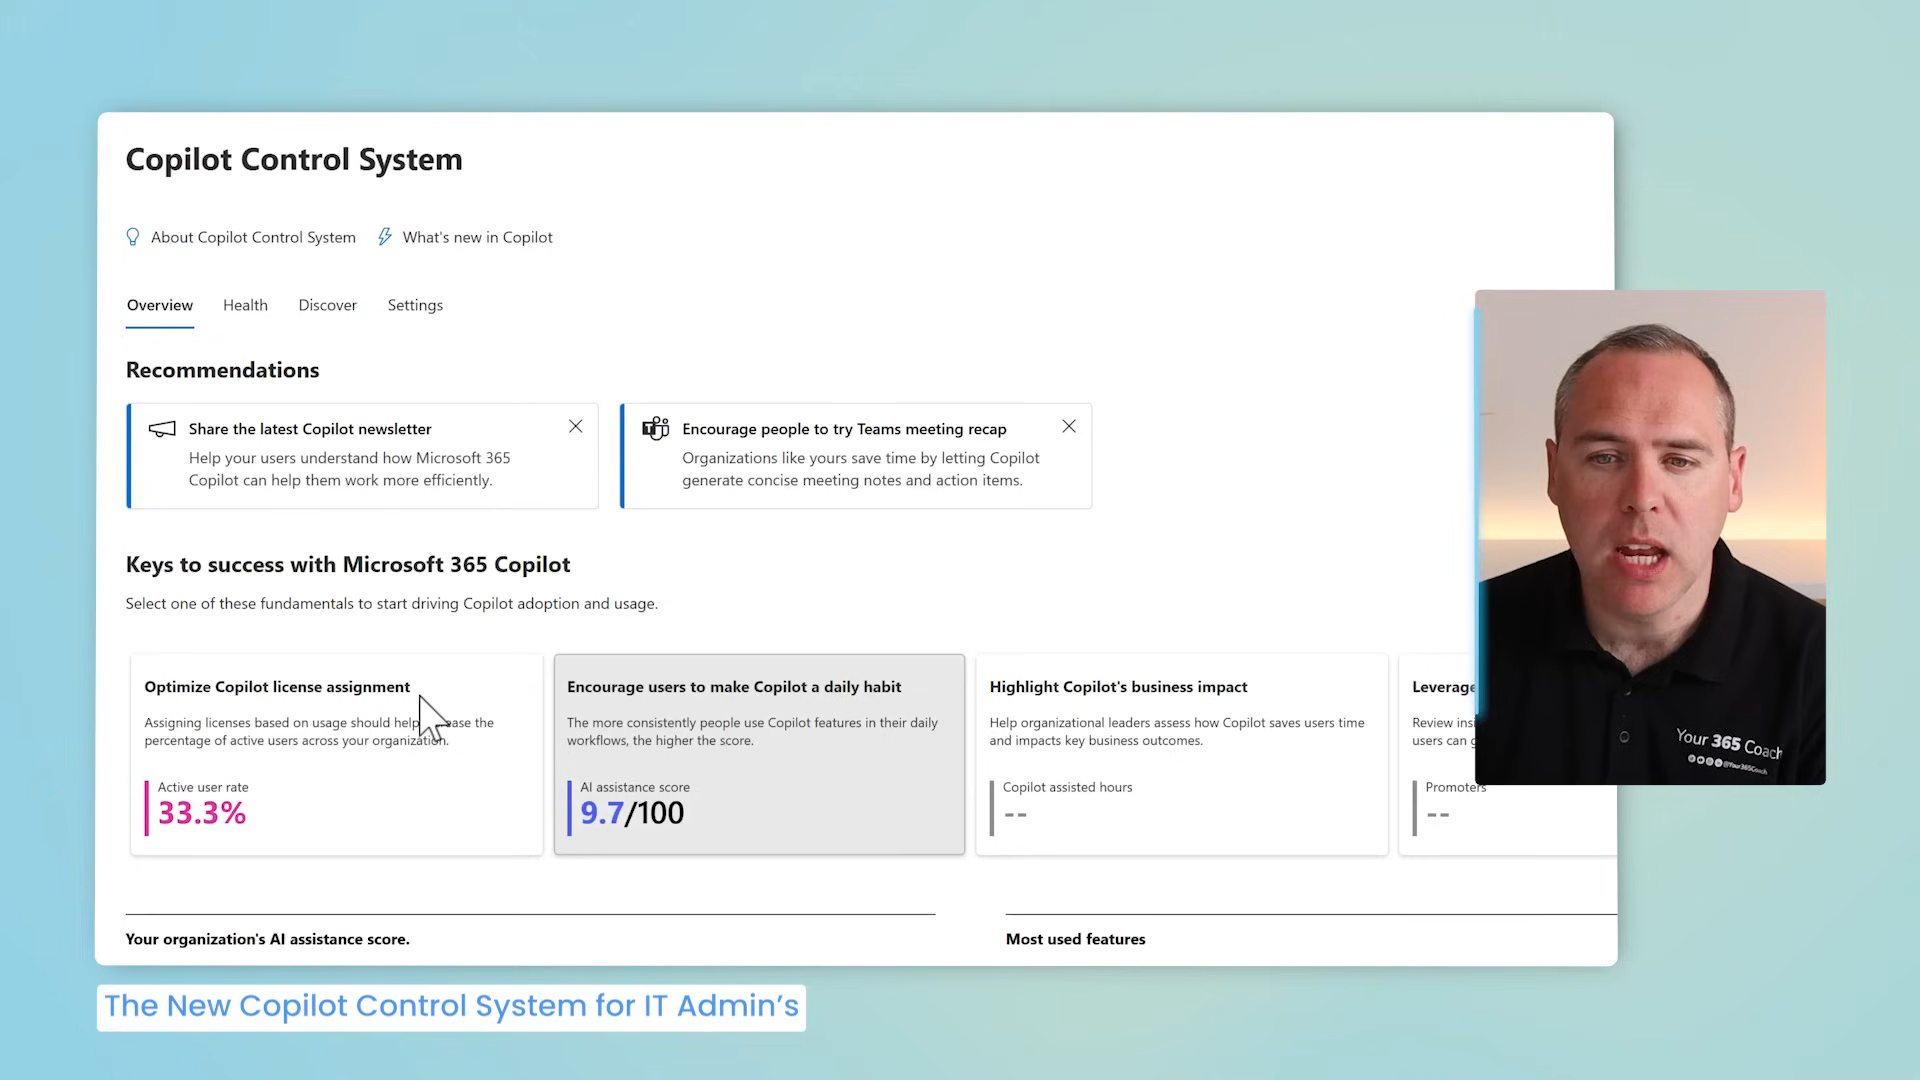 Copilot Control System
About Copilot Control System
What's new in Copilot
Overview
Health
Discover
Settings
Recommendations
Share the latest Copilot newsletter
Help your users understand how Microsoft 365
Copilot can help them work more efficiently.
Encourage people to try Teams meeting recap
Organizations like yours save time by letting Copilot
generate concise meeting notes and action items.
Keys to success with Microsoft 365 Copilot
Select one of these fundamentals to start driving Copilot adoption and usage.
Optimize Copilot license assignment
Assigning licenses based on usage should help ase the
percentage of active users across your organization.
Active user rate
33.3%
Encourage users to make Copilot a daily habit
The more consistently people use Copilot features in their daily
workflows, the higher the score.
AI assistance score
9.7/100
Highlight Copilot's business impact
Help organizational leaders assess how Copilot saves users time
and impacts key business outcomes.
Copilot assisted hours
--
Leverage
Review ins
users can g
Promoters
--
Your 365 Coach
@Your365Coach
Your organization's AI assistance score.
Most used features
The New Copilot Control System for IT Admin's